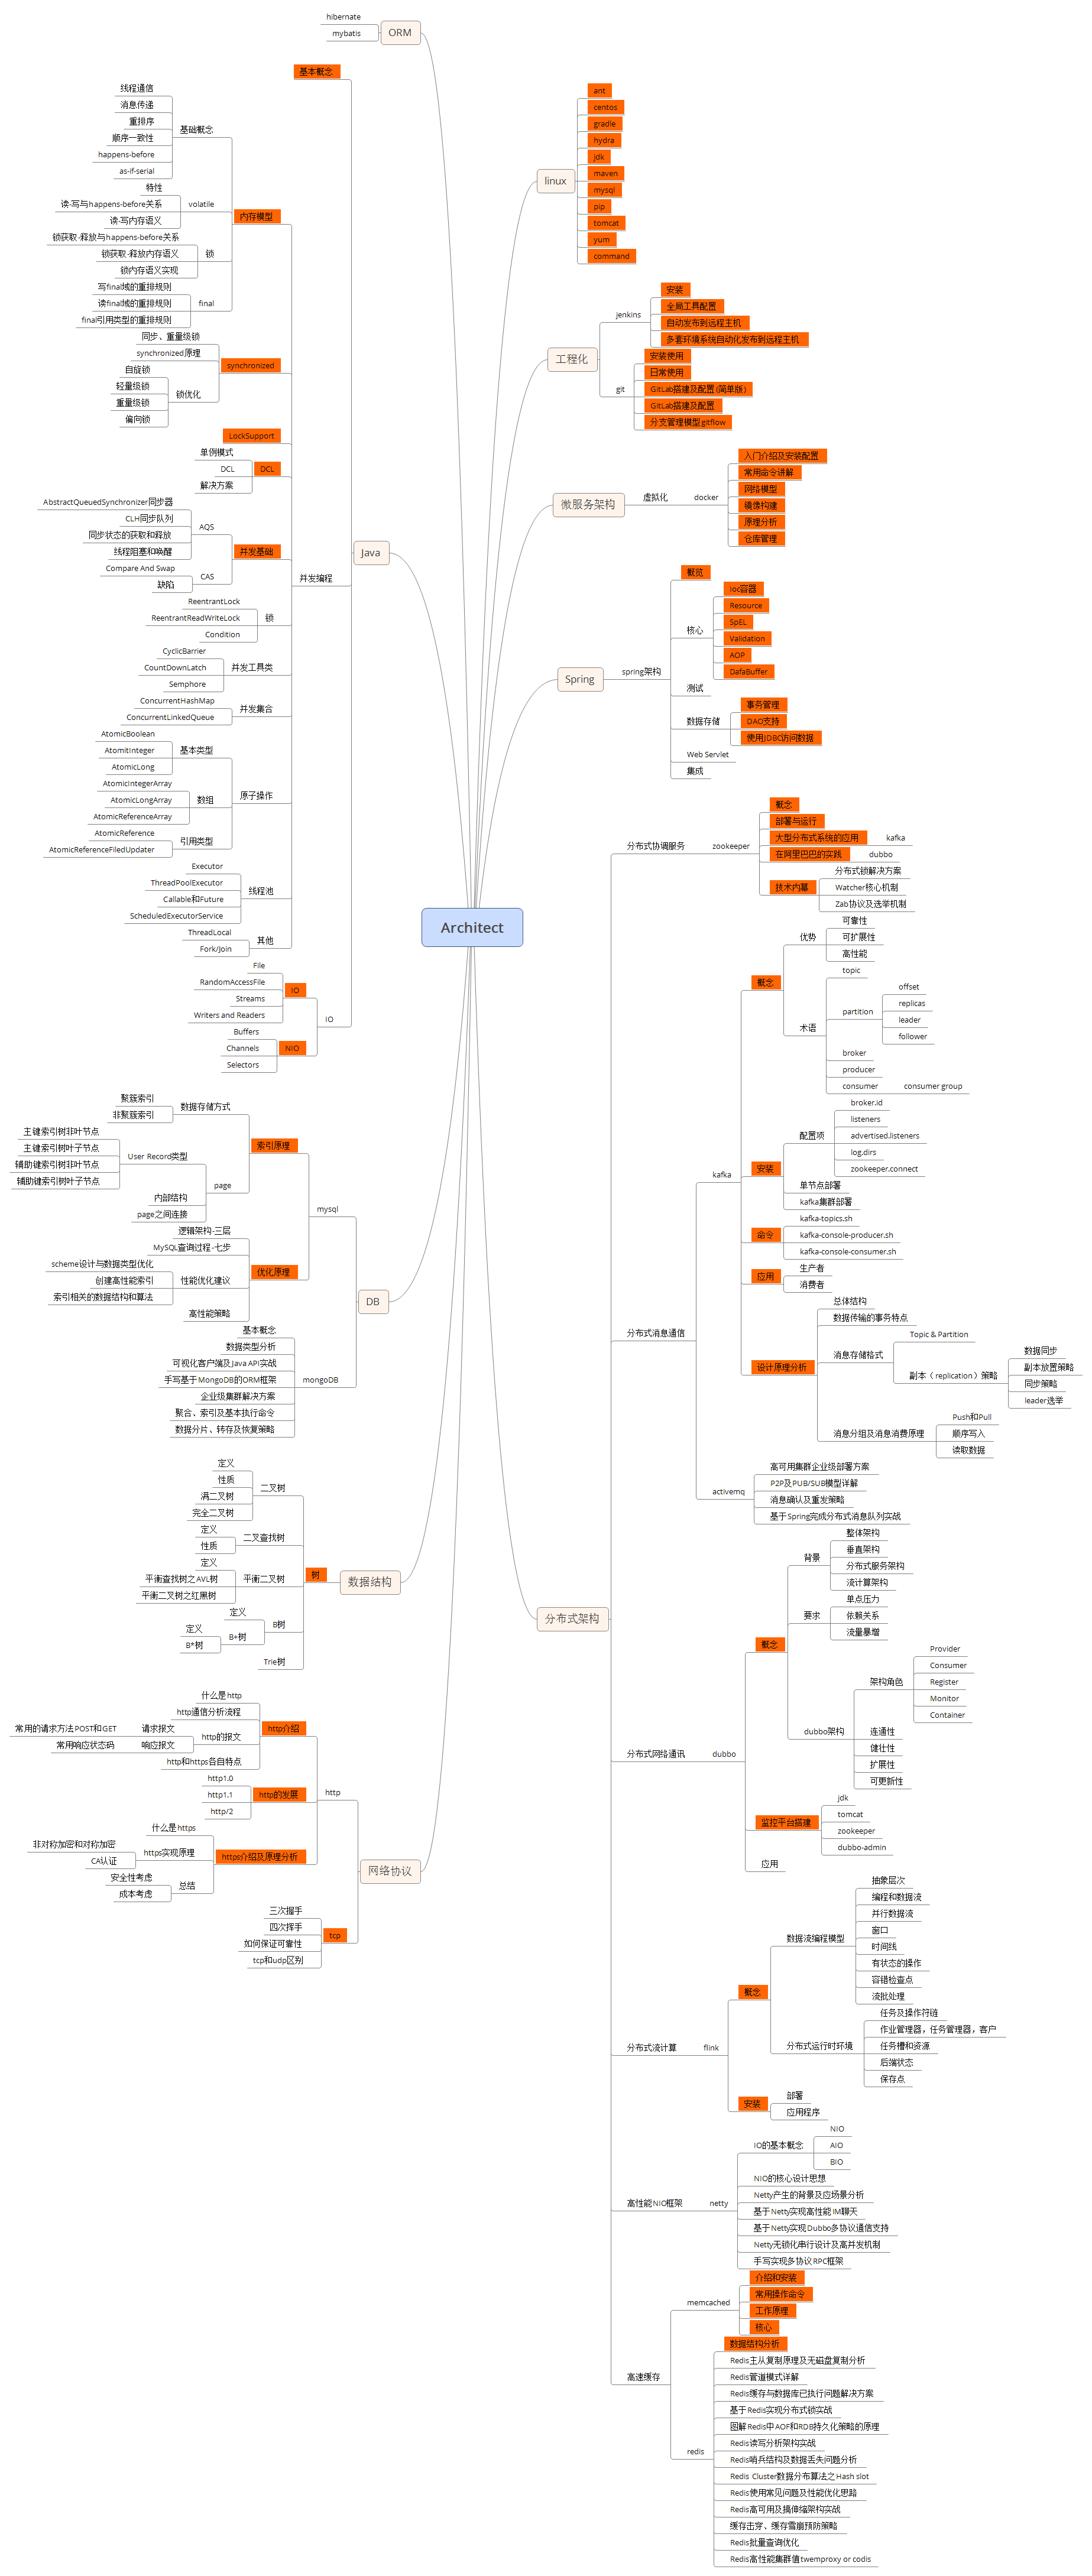 Architect
ORM
hibernate
mybatis
Java
基本概念
并发编程
内存模型
基础概念
线程通信
消息传递
重排序
顺序一致性
happens-before
as-if-serial
volatile
特性
读-写与happens-before关系
读-写内存语义
锁
锁获取-释放与happens-before关系
锁获取-释放内存语义
锁内存语义实现
final
写final域的重排规则
读final域的重排规则
final引用类型的重排规则
synchronized
同步、重量级锁
synchronized原理
锁优化
自旋锁
轻量级锁
重量级锁
偏向锁
LockSupport
DCL
单例模式
DCL
解决方案
并发基础
AQS
AbstractQueuedSynchronizer同步器
CLH同步队列
同步状态的获取和释放
线程阻塞和唤醒
CAS
Compare And Swap
缺陷
锁
ReentrantLock
ReentrantReadWriteLock
Condition
并发工具类
CyclicBarrier
CountDownLatch
Semphore
并发集合
ConcurrentHashMap
ConcurrentLinkedQueue
原子操作
基本类型
AtomicBoolean
AtomitInteger
AtomicLong
数组
AtomicIntegerArray
AtomicLongArray
AtomicReferenceArray
引用类型
AtomicReference
AtomicReferenceFiledUpdater
线程池
Executor
ThreadPoolExecutor
Callable和Future
ScheduledExecutorService
其他
ThreadLocal
Fork/Join
IO
IO
File
RandomAccessFile
Streams
Writers and Readers
NIO
Buffers
Channels
Selectors
DB
mysql
索引原理
数据存储方式
聚簇索引
非聚簇索引
page
User Record类型
主键索引树非叶节点
主键索引树叶子节点
辅助键索引树非叶节点
辅助键索引树叶子节点
内部结构
page之间连接
优化原理
逻辑架构-三层
MySQL查询过程-七步
性能优化建议
scheme设计与数据类型优化
创建高性能索引
索引相关的数据结构和算法
高性能策略
mongoDB
基本概念
数据类型分析
可视化客户端及Java API实战
手写基于MongoDB的ORM框架
企业级集群解决方案
聚合、索引及基本执行命令
数据分片、转存及恢复策略
数据结构
树
二叉树
定义
性质
满二叉树
完全二叉树
二叉查找树
定义
性质
平衡二叉树
定义
平衡查找树之AVL树
平衡二叉树之红黑树
B树
定义
B+树
定义
B*树
Trie树
网络协议
http
http介绍
什么是http
http通信分析流程
http的报文
请求报文
常用的请求方法POST和GET
响应报文
常用响应状态码
http和https各自特点
http的发展
http1.0
http1.1
http/2
https介绍及原理分析
什么是https
https实现原理
非对称加密和对称加密
CA认证
总结
安全性考虑
成本考虑
tcp
三次握手
四次挥手
如何保证可靠性
tcp和udp区别
linux
ant
centos
gradle
hydra
jdk
maven
mysql
pip
tomcat
yum
command
工程化
jenkins
安装
全局工具配置
自动发布到远程主机
多套环境系统自动化发布到远程主机
git
安装使用
日常使用
GitLab搭建及配置(简单版)
GitLab搭建及配置
分支管理模型gitflow
微服务架构
虚拟化
docker
入门介绍及安装配置
常用命令讲解
网络模型
镜像构建
原理分析
仓库管理
Spring
spring架构
概览
核心
Ioc容器
Resource
SpEL
Validation
AOP
DafaBuffer
测试
数据存储
事务管理
DAO支持
使用JDBC访问数据
Web Servlet
集成
分布式架构
分布式协调服务
zookeeper
概念
部署与运行
大型分布式系统的应用
kafka
在阿里巴巴的实践
dubbo
技术内幕
分布式锁解决方案
Watcher核心机制
Zab协议及选举机制
分布式消息通信
kafka
概念
优势
可靠性
可扩展性
高性能
术语
topic
partition
offset
replicas
leader
follower
broker
producer
consumer
consumer group
安装
配置项
broker.id
listeners
advertised.listeners
log.dirs
zookeeper.connect
单节点部署
kafka集群部署
命令
kafka-topics.sh
kafka-console-producer.sh
kafka-console-consumer.sh
应用
生产者
消费者
设计原理分析
总体结构
数据传输的事务特点
消息存储格式
Topic & Partition
副本（replication）策略
数据同步
副本放置策略
同步策略
leader选举
消息分组及消息消费原理
Push和Pull
顺序写入
读取数据
activemq
高可用集群企业级部署方案
P2P及PUB/SUB模型详解
消息确认及重发策略
基于Spring完成分布式消息队列实战
分布式网络通讯
dubbo
概念
背景
整体架构
垂直架构
分布式服务架构
流计算架构
要求
单点压力
依赖关系
流量暴增
dubbo架构
架构角色
Provider
Consumer
Register
Monitor
Container
连通性
健壮性
扩展性
可更新性
监控平台搭建
jdk
tomcat
zookeeper
dubbo-admin
应用
分布式流计算
flink
概念
数据流编程模型
抽象层次
编程和数据流
并行数据流
窗口
时间线
有状态的操作
容错检查点
流批处理
分布式运行时环境
任务及操作符链
作业管理器，任务管理器，客户
任务槽和资源
后端状态
保存点
安装
部署
应用程序
高性能NIO框架
netty
IO的基本概念
NIO
AIO
BIO
NIO的核心设计思想
Netty产生的背景及应场景分析
基于Netty实现高性能IM聊天
基于Netty实现Dubbo多协议通信支持
Netty无锁化串行设计及高并发机制
手写实现多协议RPC框架
高速缓存
memcached
介绍和安装
常用操作命令
工作原理
核心
redis
数据结构分析
Redis主从复制原理及无磁盘复制分析
Redis管道模式详解
Redis缓存与数据库已执行问题解决方案
基于Redis实现分布式锁实战
图解Redis中AOF和RDB持久化策略的原理
Redis读写分析架构实战
Redis哨兵结构及数据丢失问题分析
Redis Cluster数据分布算法之Hash slot
Redis使用常见问题及性能优化思路
Redis高可用及搞伸缩架构实战
缓存击穿、缓存雪崩预防策略
Redis批量查询优化
Redis高性能集群值twemproxy or codis